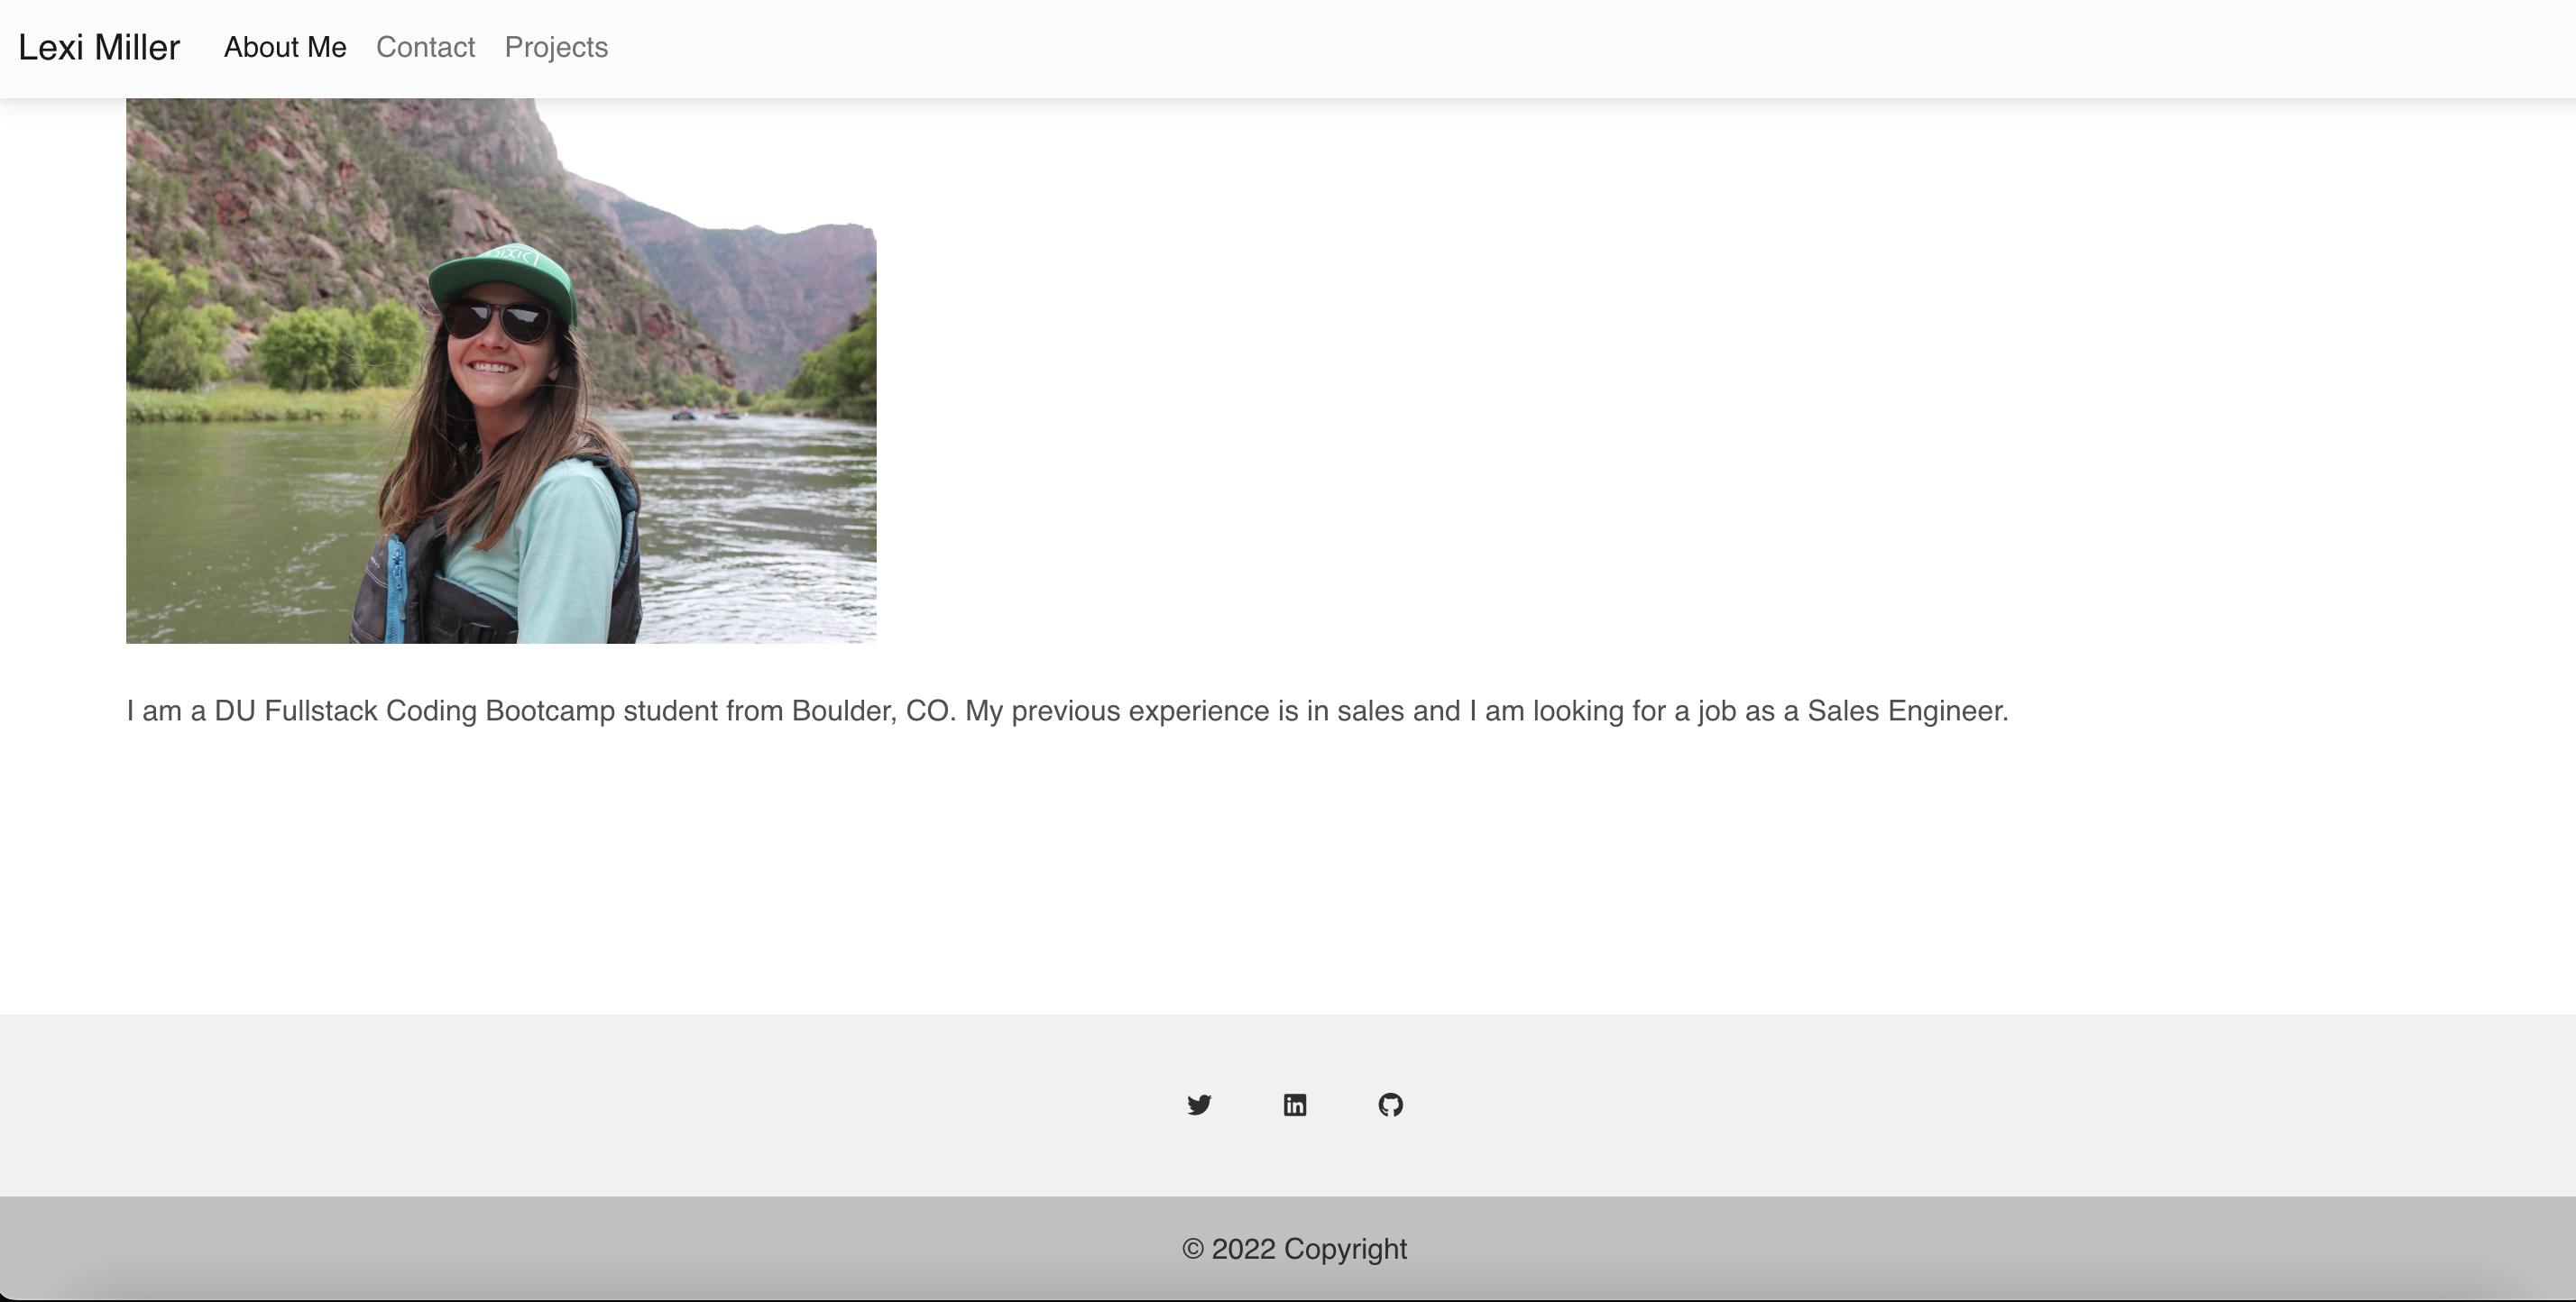 Lexi Miller About Me Contact Projects
I am a DU Fullstack Coding Bootcamp student from Boulder, CO. My previous experience is in sales and I am looking for a job as a Sales Engineer.
in
© 2022 Copyright